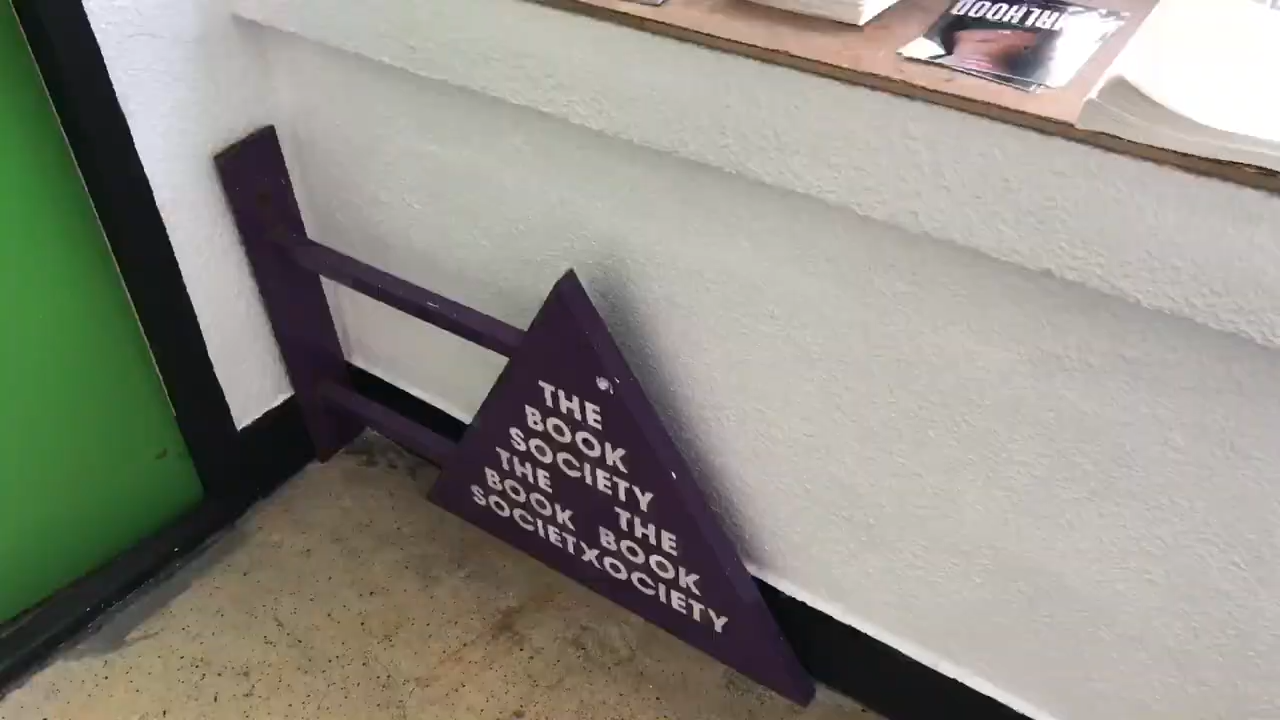 RLHOOD
THE
BOOK
SOCIETY
THE
BOOK
SOCIETXOCIETY
THE
BOOK